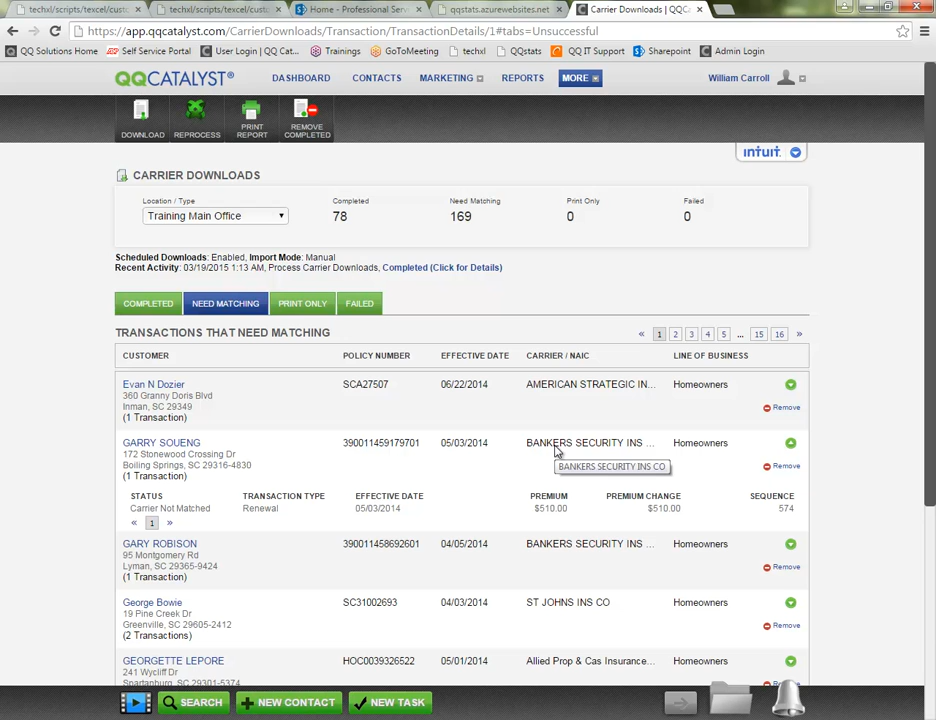 techxl/scripts/texcel/custo
techxl/scripts/texcel/custo
Home - Professional Serv
qqstats.azurewebsites.net
Carrier Downloads | QQC
https://app.qqcatalyst.com/CarrierDownloads/Transaction/TransactionDetails/1#tabs=Unsuccessful
QQ Solutions Home
Self Service Portal
User Login | QQ Cat...
Trainings
GoToMeeting
techxl
QQstats
QQ IT Support
Sharepoint
Admin Login
QQCATALYST®
DASHBOARD
CONTACTS
MARKETING
REPORTS
MORE
William Carroll
DOWNLOAD
REPROCESS
PRINT
REPORT
REMOVE
COMPLETED
intuit.
CARRIER DOWNLOADS
Location / Type
Completed
Need Matching
Print Only
Failed
Training Main Office
78
169
0
0
Scheduled Downloads: Enabled, Import Mode: Manual
Recent Activity: 03/19/2015 1:13 AM, Process Carrier Downloads, Completed (Click for Details)
COMPLETED
NEED MATCHING
PRINT ONLY
FAILED
TRANSACTIONS THAT NEED MATCHING
« 1 2 3 4 5 ... 15 16 »
CUSTOMER
POLICY NUMBER
EFFECTIVE DATE
CARRIER / NAIC
LINE OF BUSINESS
Evan N Dozier
SCA27507
06/22/2014
AMERICAN STRATEGIC IN...
Homeowners
360 Granny Doris Blvd
Inman, SC 29349
Remove
(1 Transaction)
GARRY SOUENG
390011459179701
05/03/2014
BANKERS SECURITY INS ...
Homeowners
172 Stonewood Crossing Dr
Boiling Springs, SC 29316-4830
BANKERS SECURITY INS CO
Remove
(1 Transaction)
STATUS
TRANSACTION TYPE
EFFECTIVE DATE
PREMIUM
PREMIUM CHANGE
SEQUENCE
Carrier Not Matched
Renewal
05/03/2014
$510.00
$510.00
574
« 1 »
GARY ROBISON
390011458692601
04/05/2014
BANKERS SECURITY INS ...
Homeowners
95 Montgomery Rd
Lyman, SC 29365-9424
Remove
(1 Transaction)
George Bowie
SC31002693
04/03/2014
ST JOHNS INS CO
Homeowners
19 Pine Creek Dr
Greenville, SC 29605-2412
Remove
(2 Transactions)
GEORGETTE LEPORE
HOC0039326522
05/01/2014
Allied Prop & Cas Insurance...
Homeowners
241 Wycliff Dr
Spartanburg, SC 29301-5374
Remove
SEARCH
NEW CONTACT
NEW TASK